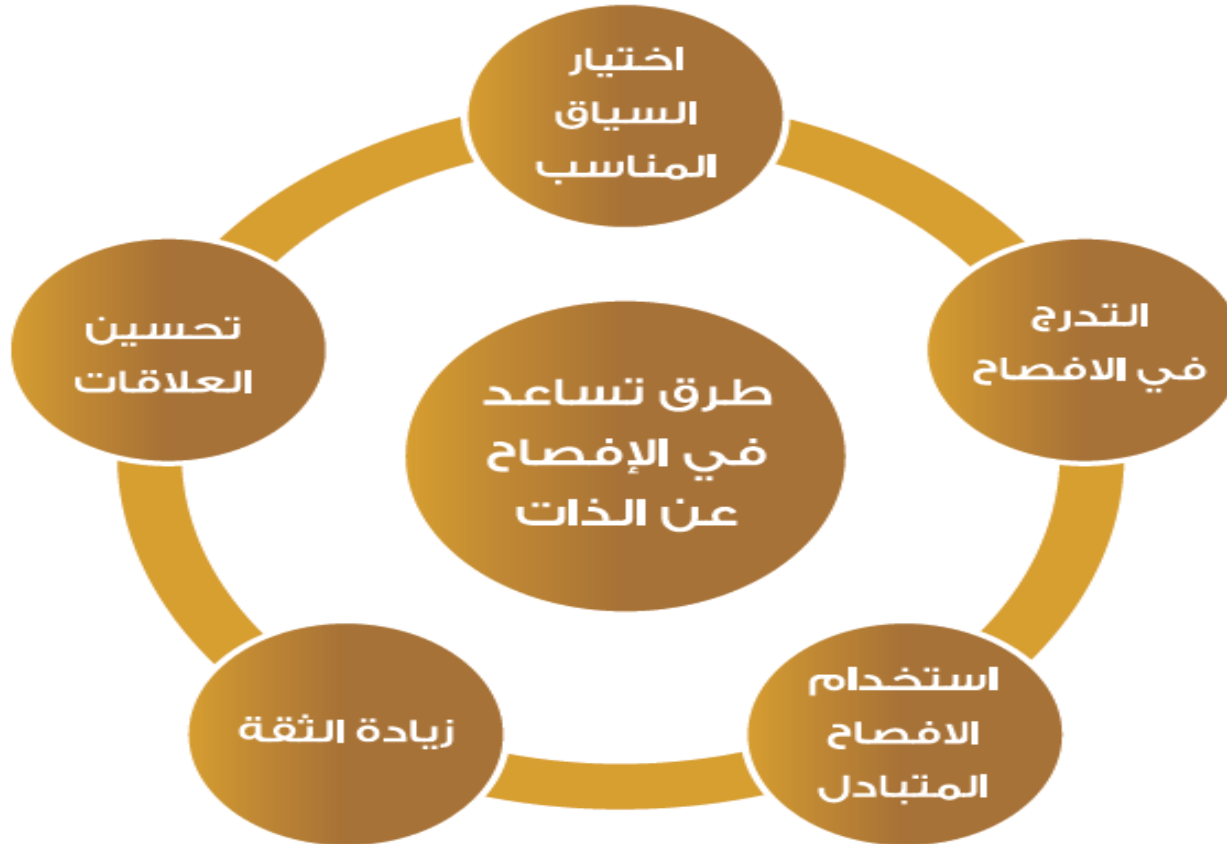 اختيار
السياق
المناسب
التدرج
في الافصاح
استخدام
الافصاح
المتبادل
زيادة الثقة
تحسين
العلاقات
طرق تساعد
في الإفصاح
عن الذات